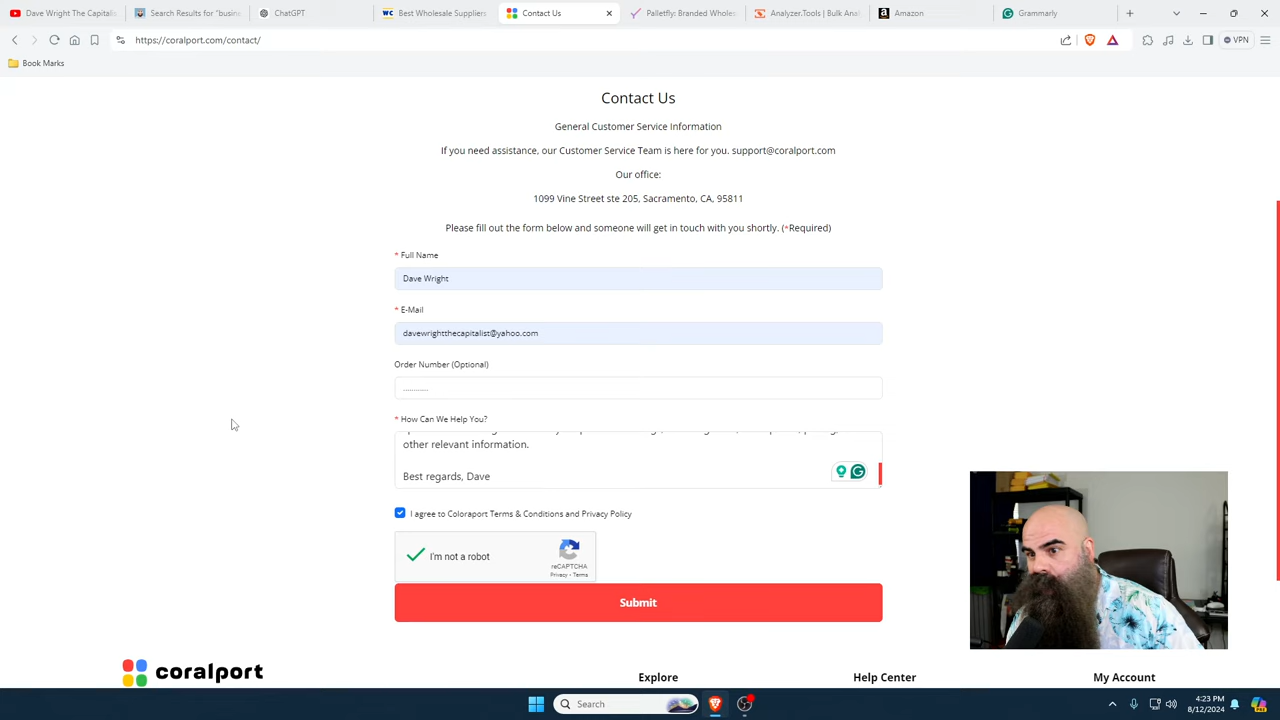 Dave Wright The Capitalis
Search Results for "busine
ChatGPT
WC Best Wholesale Suppliers
Contact Us
Palletfly: Branded Wholes
Analyzer.Tools | Bulk Anal
Amazon
Grammarly
https://coralport.com/contact/
VPN
Book Marks
Contact Us
General Customer Service Information
If you need assistance, our Customer Service Team is here for you. support@coralport.com
Our office:
1099 Vine Street ste 205, Sacramento, CA, 95811
Please fill out the form below and someone will get in touch with you shortly. (*Required)
* Full Name
Dave Wright
* E-Mail
davewrightthecapitalist@yahoo.com
Order Number (Optional)
............
* How Can We Help You?
other relevant information.
Best regards, Dave
I agree to Coloraport Terms & Conditions and Privacy Policy
I'm not a robot
reCAPTCHA
Privacy • Terms
Submit
coralport
Explore
Help Center
My Account
Search
4:23 PM
8/12/2024